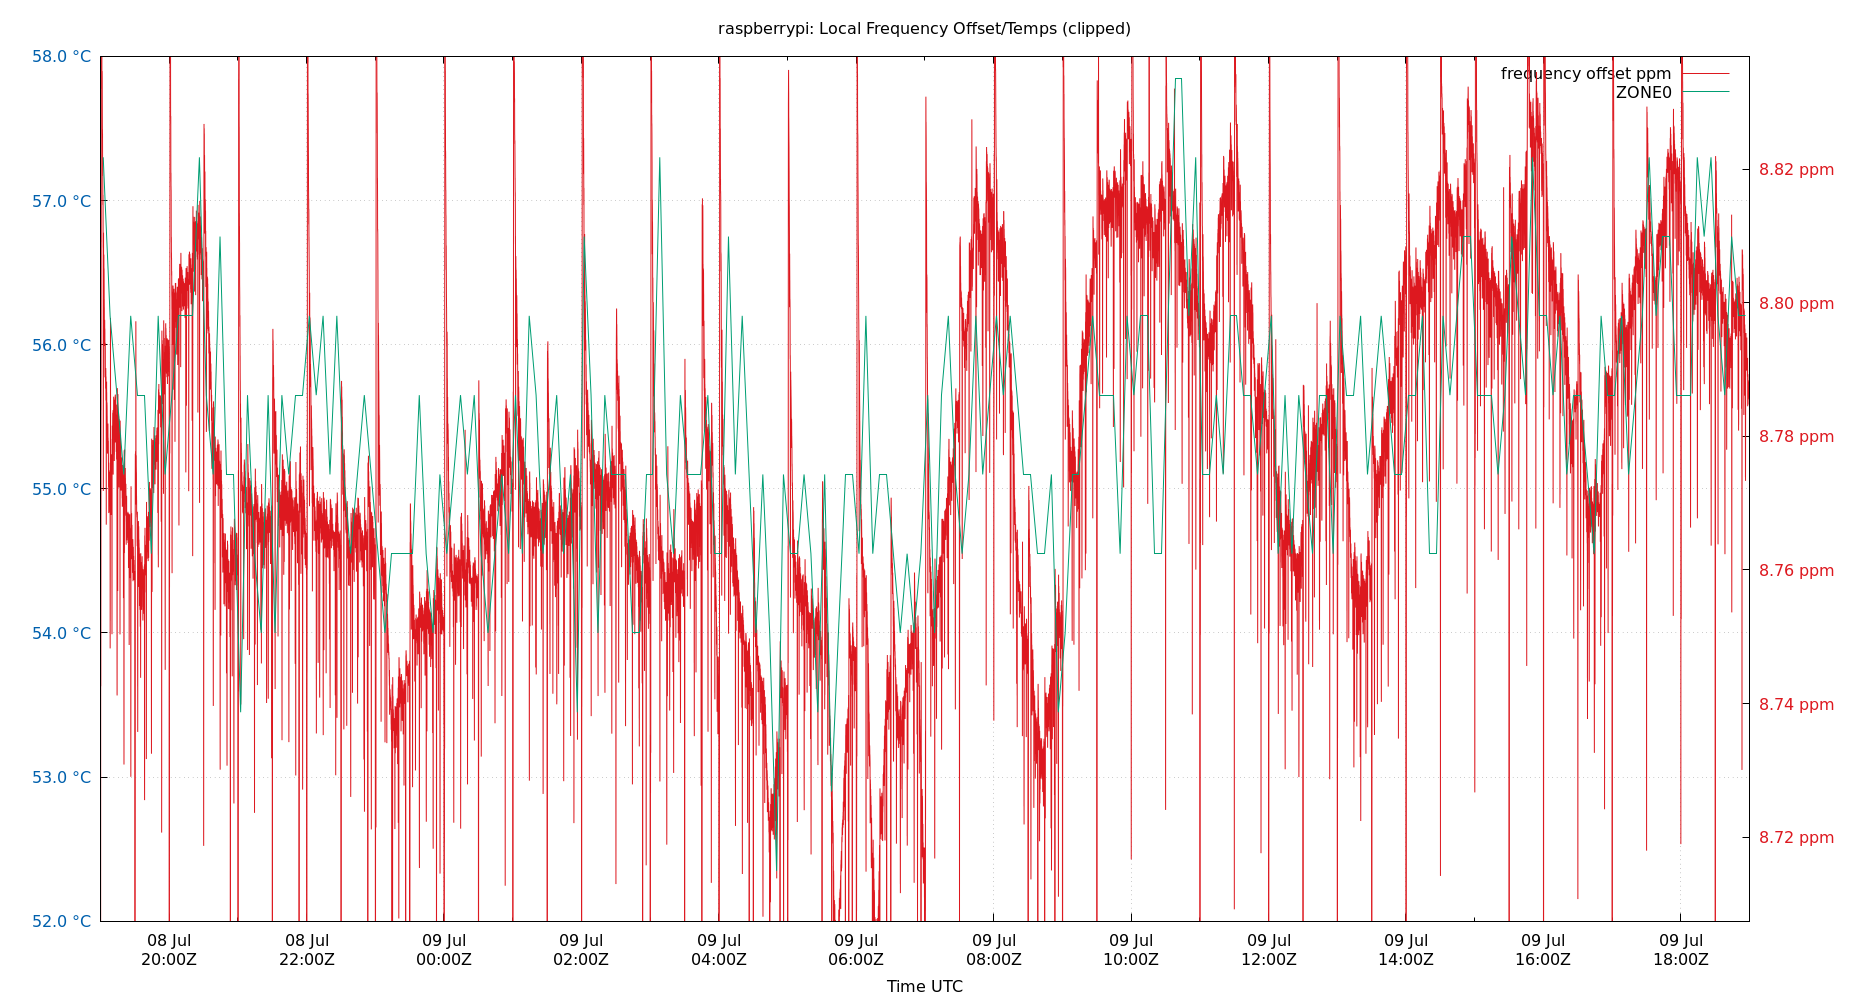 raspberrypi: Local Frequency Offset/Temps (clipped)
58.0 °C
57.0 °C
56.0 °C
55.0 °C
54.0 °C
53.0 °C
52.0 °C
frequency offset ppm
ZONE0
8.82 ppm
8.80 ppm
8.78 ppm
8.76 ppm
8.74 ppm
8.72 ppm
08 Jul 08 Jul 09 Jul 09 Jul 09 Jul 09 Jul 09 Jul 09 Jul 09 Jul 09 Jul 09 Jul 09 Jul
20:00Z 22:00Z 00:00Z 02:00Z 04:00Z 06:00Z 08:00Z 10:00Z 12:00Z 14:00Z 16:00Z 18:00Z
Time UTC